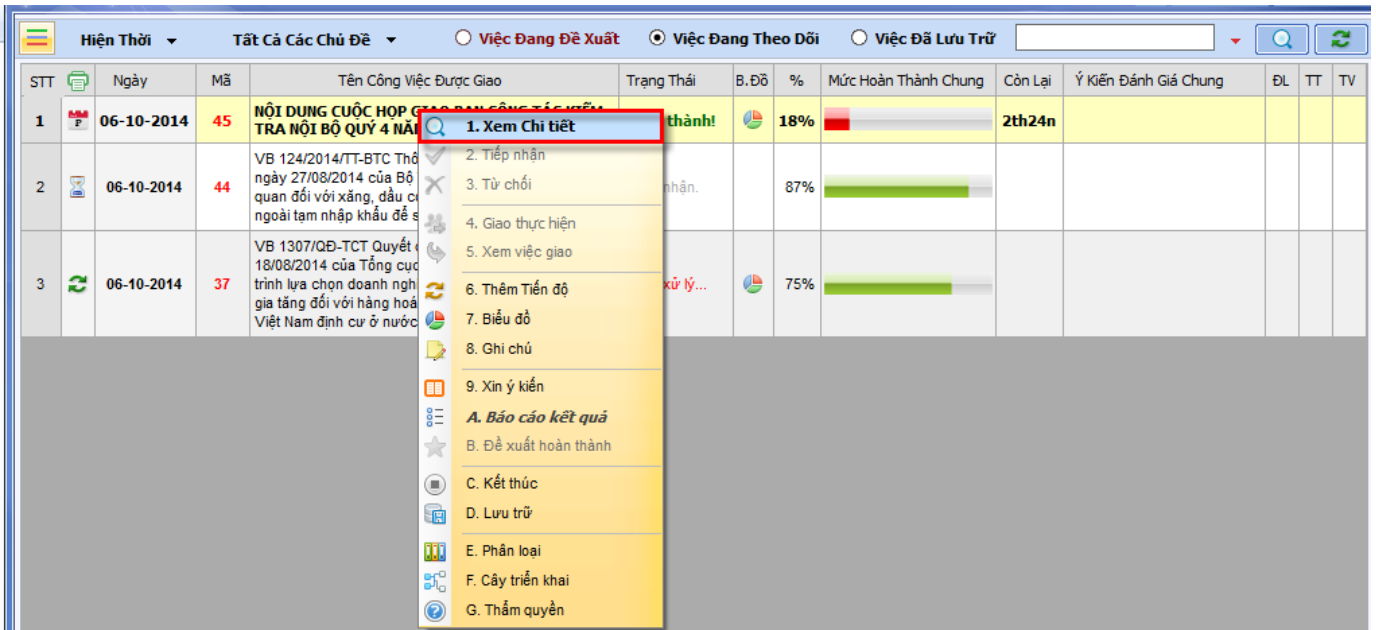 Hiện Thời Tất Cả Các Chủ Đề Việc Đang Đề Xuất Việc Đang Theo Dõi Việc Đã Lưu Trữ
STT Ngày Mã Tên Công Việc Được Giao Trạng Thái B.Đồ % Mức Hoàn Thành Chung Còn Lại Ý Kiến Đánh Giá Chung ĐL TT TV
1 06-10-2014 45 thành! 18% 2th24n
NỘI DUNG CUỘC HỌP GIAO BAN CÔNG TÁC KIỂM
TRA NỘI BỘ QUÝ 4
2 06-10-2014 44 nhận. 87%
VB 124/2014/TT-BTC
ngày 27/08/2014 của Bộ
quan đối với xăng, dầu
ngoài tạm nhập khẩu để
3 06-10-2014 37 xử lý... 75%
VB 1307/QĐ-TCT Quyết
18/08/2014 của Tổng cục
trình lựa chọn doanh
gia tăng đối với hàng hoá
Việt Nam định cư ở nước
1. Xem Chi tiết
2. Tiếp nhận
3. Từ chối
4. Giao thực hiện
5. Xem việc giao
6. Thêm Tiến độ
7. Biểu đồ
8. Ghi chú
9. Xin ý kiến
A. Báo cáo kết quả
B. Đề xuất hoàn thành
C. Kết thúc
D. Lưu trữ
E. Phân loại
F. Cây triển khai
G. Thẩm quyền